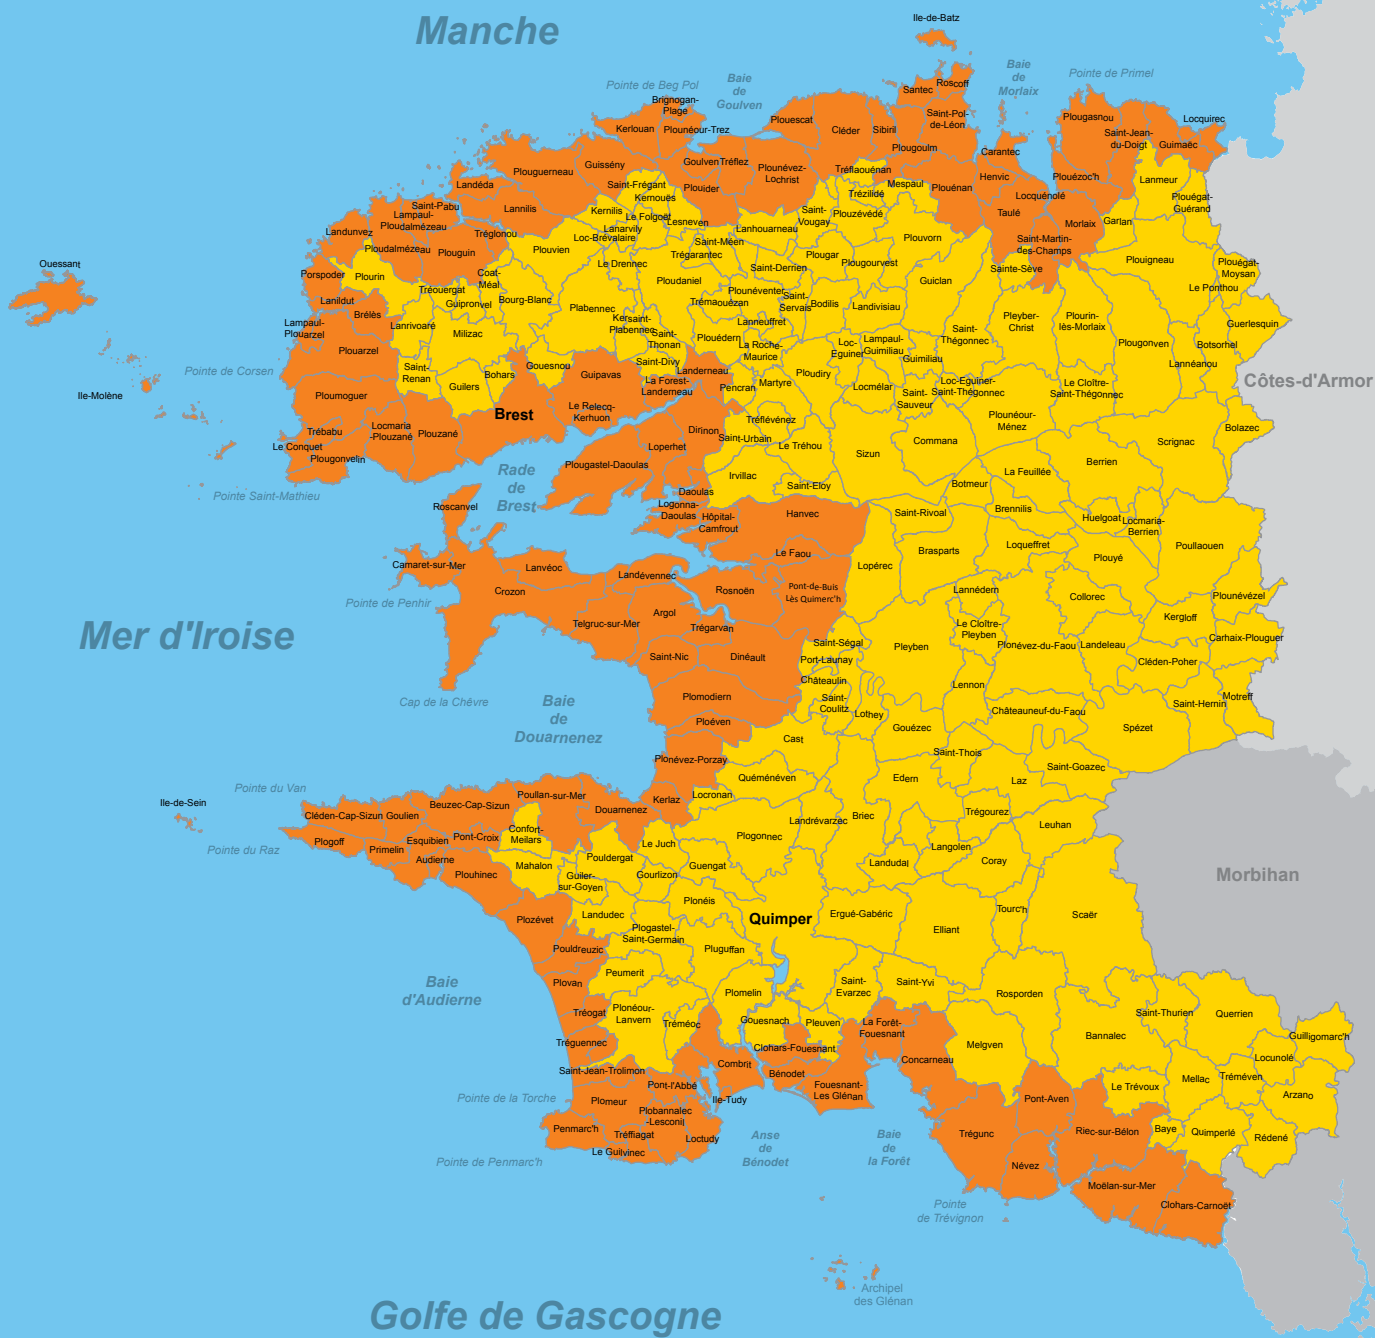 Manche
Ile-de-Batz
Baie
de
Morlaix
Pointe de Primel
Pointe de Beg Pol
Baie
de
Goulven
Santec
Roscoff
Brignogan-
Plage
Plouescat
Cléder
Sibiril
Saint-Pol-
de-Léon
Plougasnou
Locquirec
Kerlouan
Plounéour-Trez
Saint-Jean-
du-Doigt
Guimaëc
Plougoulm
Carantec
Guissény
Goulven
Tréflez
Plounévez-
Lochrist
Tréflaouénan
Plouguerneau
Henvic
Plouézoc'h
Lanmeur
Landéda
Saint-Frégant
Plouider
Mespaul
Plouénan
Kernouës
Trézilidé
Locquénolé
Plouégat-
Guérand
Saint-Pabu
Lannilis
Kernilis
Le Folgoët
Lesneven
Saint-
Vougay
Plouzévédé
Taulé
Morlaix
Garlan
Lampaul-
Ploudalmézeau
Lanarvily
Lanhouarneau
Landunvez
Tréglonou
Loc-Brévalaire
Saint-Méen
Plouvorn
Saint-Martin-
des-Champs
Ploudalmézeau
Plouguin
Plouvien
Trégarantec
Plougar
Plouigneau
Ouessant
Le Drennec
Saint-Derrien
Plougourvest
Sainte-Sève
Plouégat-
Moysan
Porspoder
Plourin
Coat-
Méal
Ploudaniel
Guiclan
Tréouergat
Plounéventer
Le Ponthou
Lanildut
Guipronvel
Bourg-Blanc
Plabennec
Trémaouézan
Saint-
Servais
Bodilis
Landivisiau
Brélès
Kersaint-
Plabennec
Lanneuffret
Pleyber-
Christ
Plourin-
lès-Morlaix
Guerlesquin
Lampaul-
Plouarzel
Lanrivoaré
Milizac
Saint-
Thonan
Plouédern
La Roche-
Maurice
Loc-
Eguiner
Lampaul-
Guimiliau
Saint-
Thégonnec
Plougonven
Botsorhel
Plouarzel
Saint-Divy
Guimiliau
Lannéanou
Pointe de Corsen
Saint-
Renan
Bohars
Gouesnou
Guipavas
Landerneau
Ploudiry
Côtes-d'Armor
Guilers
La Forest-
Landerneau
Pencran
Martyre
Locmélar
Saint-
Sauveur
Loc-Eguiner-
Saint-Thégonnec
Le Cloître-
Saint-Thégonnec
Ile-Molène
Ploumoguer
Brest
Le Relecq-
Kerhuon
Tréflévénez
Plounéour-
Ménez
Trébabu
Locmaria
-Plouzané
Plouzané
Dirinon
Saint-Urbain
Commana
Bolazec
Le Conquet
Loperhet
Le Tréhou
Sizun
Scrignac
Plougonvelin
Plougastel-Daoulas
Berrien
Rade
de
Brest
Irvillac
La Feuillée
Pointe Saint-Mathieu
Saint-Eloy
Botmeur
Daoulas
Roscanvel
Logonna-
Daoulas
Hôpital-
Camfrout
Hanvec
Saint-Rivoal
Brennilis
Huelgoat
Locmaria-
Berrien
Loqueffret
Poullaouen
Le Faou
Brasparts
Plouyé
Camaret-sur-Mer
Lanvéoc
Landévennec
Lopérec
Crozon
Rosnoën
Pont-de-Buis
Lès Quimerc'h
Lannédern
Collorec
Plounévézel
Pointe de Penhir
Argol
Telgruc-sur-Mer
Trégarvan
Le Cloître-
Pleyben
Kergloff
Mer d'Iroise
Saint-Ségal
Pleyben
Plonévez-du-Faou
Landeleau
Carhaix-Plouguer
Saint-Nic
Dinéault
Port-Launay
Cléden-Poher
Châteaulin
Lennon
Cap de la Chêvre
Plomodiern
Saint-
Coulitz
Motreff
Baie
de
Douarnenez
Lothey
Châteauneuf-du-Faou
Saint-Hernin
Ploéven
Gouézec
Spézet
Cast
Saint-Thois
Plonévez-Porzay
Saint-Goazec
Quéménéven
Edern
Laz
Pointe du Van
Poullan-sur-Mer
Locronan
Ile-de-Sein
Beuzec-Cap-Sizun
Douarnenez
Kerlaz
Cléden-Cap-Sizun
Goulien
Landrévarzec
Briec
Trégourez
Confort-
Meilars
Leuhan
Plogoff
Esquibien
Pont-Croix
Le Juch
Plogonnec
Langolen
Pointe du Raz
Primelin
Audierne
Pouldergat
Guengat
Landudal
Coray
Mahalon
Gourlizon
Plouhinec
Guiler-
sur-Goyen
Morbihan
Plonéis
Plozévet
Landudec
Quimper
Ergué-Gabéric
Tourc'h
Scaër
Plogastel-
Saint-Germain
Elliant
Pouldreuzic
Pluguffan
Peumerit
Baie
d'Audierne
Plovan
Saint-
Evarzec
Saint-Yvi
Plomelin
Rosporden
Tréogat
Plonéour-
Lanvern
Saint-Thurien
Querrien
Tréméoc
Gouesnach
Pleuven
La Forêt-
Fouesnant
Guilligomarc'h
Tréguennec
Clohars-Fouesnant
Melgven
Bannalec
Concarneau
Locunolé
Saint-Jean-Trolimon
Combrit
Bénodet
Mellac
Tréméven
Pont-l'Abbé
Fouesnant-
Les Glénan
Le Trévoux
Arzano
Pointe de la Torche
Plomeur
Ile-Tudy
Pont-Aven
Plobannalec
-Lesconil
Penmarc'h
Tréffiagat
Loctudy
Anse
de
Bénodet
Baie
de
la Forêt
Trégunc
Riec-sur-Bélon
Baye
Quimperlé
Rédené
Le Guilvinec
Pointe de Penmarc'h
Névez
Moëlan-sur-Mer
Pointe
de Trévignon
Clohars-Carnoët
Archipel
des Glénan
Golfe de Gascogne